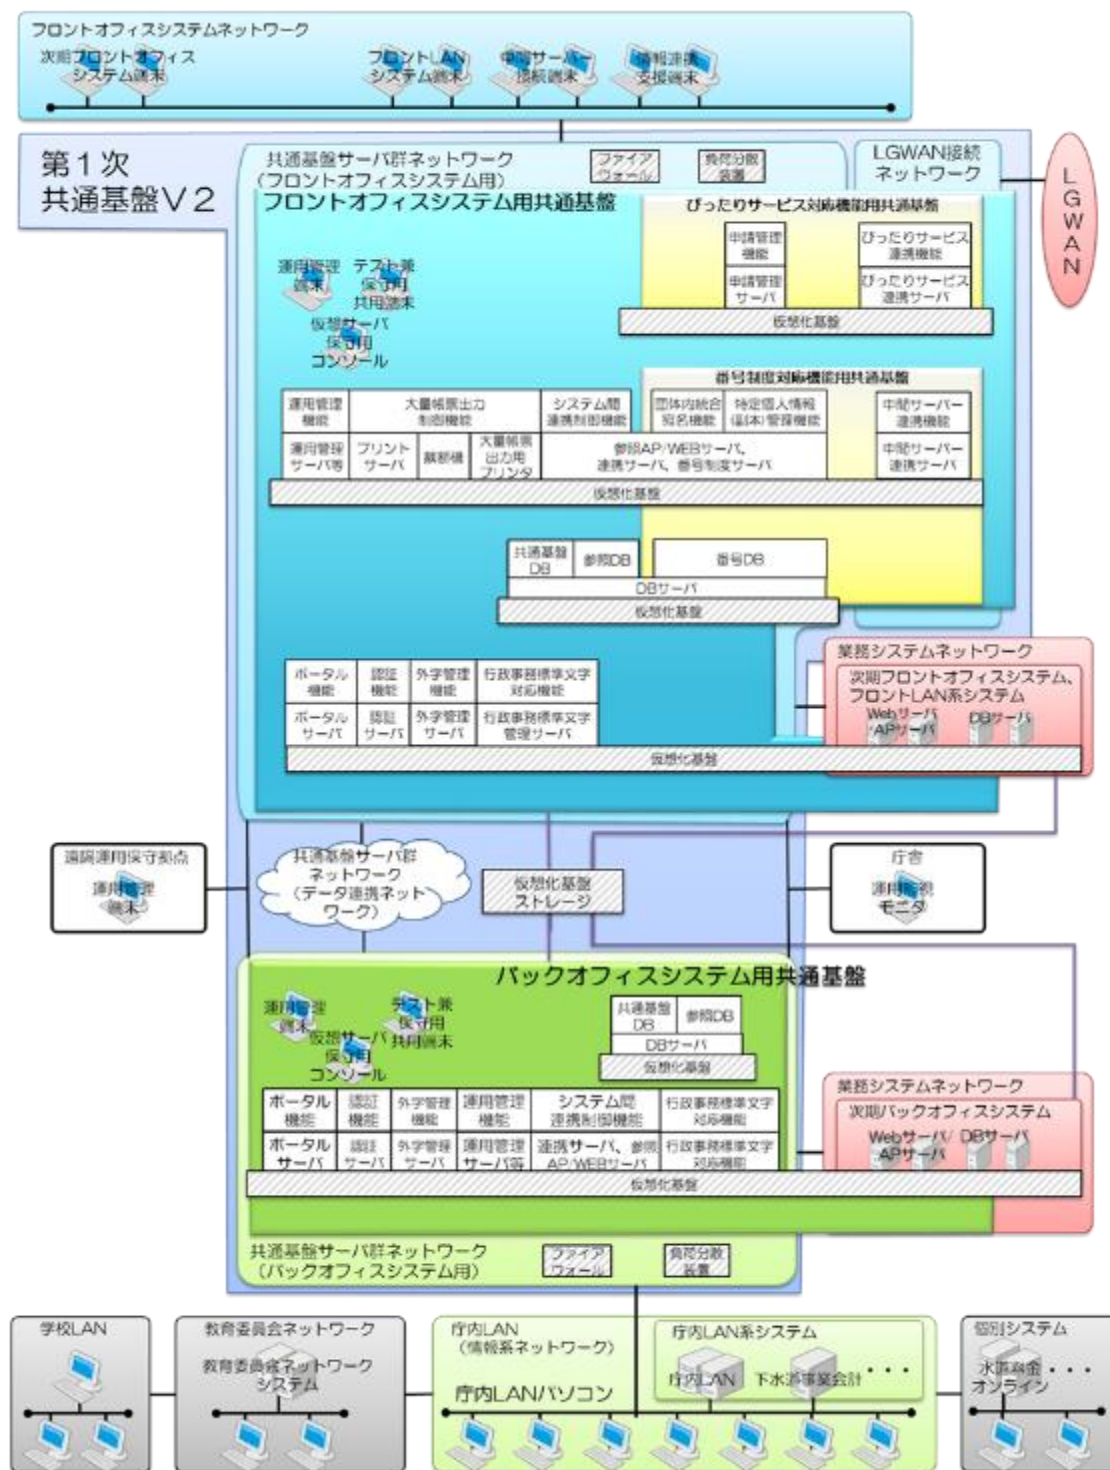 フロントオフィスシステムネットワーク
次期フロントオフィス
システム端末
フロントLAN
システム端末
中間サーバー
接続端末
情報連携
支援端末
第1次
共通基盤V2
共通基盤サーバ群ネットワーク
(フロントオフィスシステム用)
ファイア
ウォール
負荷分散
装置
LGWAN接続
ネットワーク
LGWAN
フロントオフィスシステム用共通基盤
ぴったりサービス対応機能用共通基盤
申請管理
機能
ぴったりサービス
連携機能
申請管理
サーバ
ぴったりサービス
連携サーバ
仮想化基盤
運用管理
端末
テスト兼
保守用
共用端末
仮想サーバ
保守用
コンソール
番号制度対応機能用共通基盤
運用管理
機能
大量帳票出力
制御機能
システム間
連携制御機能
団体内統合
宛名機能
特定個人情報
(副本)管理機能
中間サーバー
連携機能
運用管理
サーバ等
プリント
サーバ
裁断機
大量帳票
出力用
プリンタ
参照AP/WEBサーバ、
連携サーバ、番号制度サーバ
中間サーバー
連携サーバ
仮想化基盤
共通基盤
DB
参照DB
番号DB
DBサーバ
仮想化基盤
ポータル
機能
認証
機能
外字管理
機能
行政事務標準文字
対応機能
ポータル
サーバ
認証
サーバ
外字管理
サーバ
行政事務標準文字
管理サーバ
仮想化基盤
業務システムネットワーク
次期フロントオフィスシステム、
フロントLAN系システム
Webサーバ
APサーバ
DBサーバ
遠隔運用保守拠点
運用管理
端末
共通基盤サーバ群
ネットワーク
(データ連携ネット
ワーク)
仮想化基盤
ストレージ
庁舎
運用監視
モニタ
バックオフィスシステム用共通基盤
運用管理
端末
テスト兼
保守用
共用端末
仮想サーバ
保守用
コンソール
共通基盤
DB
参照DB
DBサーバ
仮想化基盤
ポータル
機能
認証
機能
外字管理
機能
運用管理
機能
システム間
連携制御機能
行政事務標準文字
対応機能
ポータル
サーバ
認証
サーバ
外字管理
サーバ
運用管理
サーバ等
連携サーバ、参照
AP/WEBサーバ
行政事務標準文字
対応機能
仮想化基盤
業務システムネットワーク
次期バックオフィスシステム
Webサーバ/
APサーバ
DBサーバ
共通基盤サーバ群ネットワーク
(バックオフィスシステム用)
ファイア
ウォール
負荷分散
装置
学校LAN
教育委員会ネットワーク
教育委員会ネットワーク
システム
庁内LAN
(情報系ネットワーク)
庁内LANパソコン
庁内LAN系システム
庁内LAN
下水道事業会計
・・・
個別システム
水道料金
オンライン
・・・